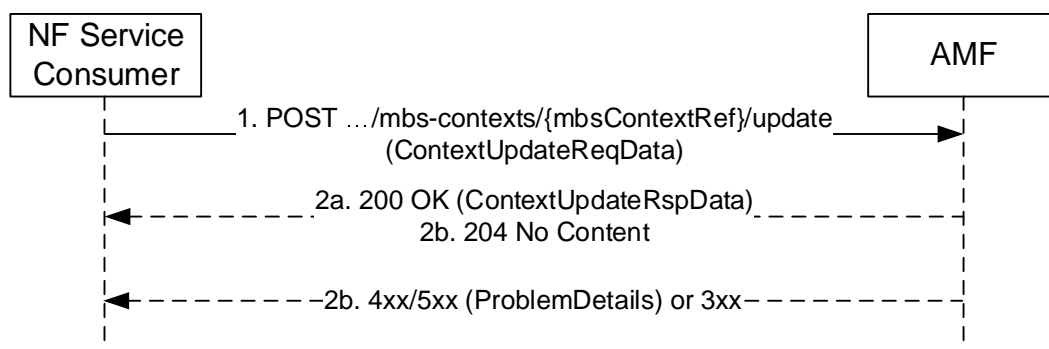 NF Service
Consumer
AMF
1. POST …/mbs-contexts/{mbsContextRef}/update
(ContextUpdateReqData)
2a. 200 OK (ContextUpdateRspData)
2b. 204 No Content
2b. 4xx/5xx (ProblemDetails) or 3xx